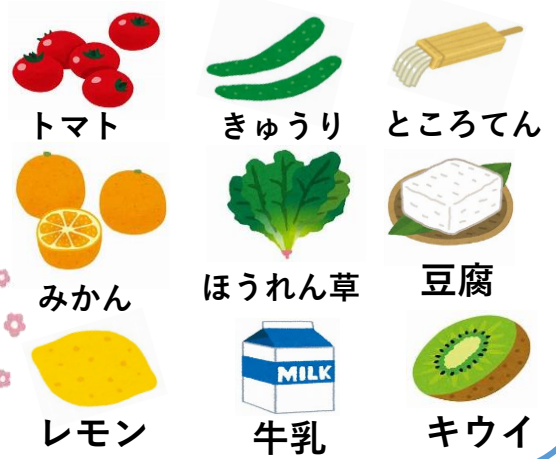 トマト
きゅうり
ところてん
みかん
ほうれん草
豆腐
レモン
MILK
牛乳
キウイ